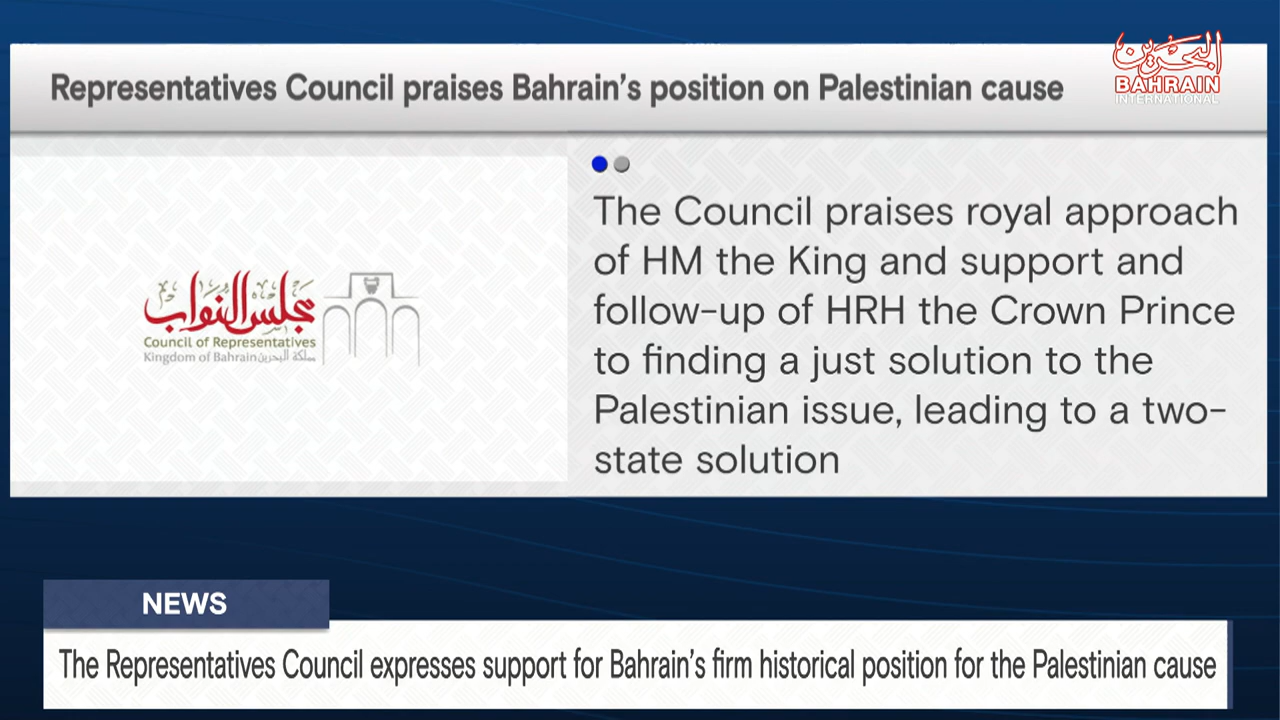 Representatives Council praises Bahrain's position on Palestinian cause
البحرين
BAHRAIN
INTERNATIONAL
The Council praises royal approach
of HM the King and support and
follow-up of HRH the Crown Prince
to finding a just solution to the
Palestinian issue, leading to a two-
state solution
مجلس النواب
Council of Representatives
Kingdom of Bahrain مملكة البحرين
NEWS
The Representatives Council expresses support for Bahrain's firm historical position for the Palestinian cause